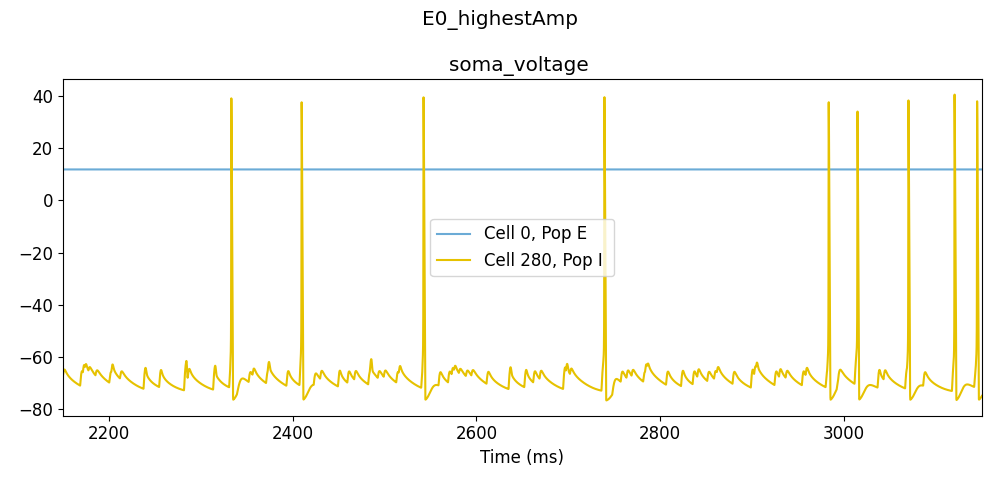 E0_highestAmp
soma_voltage
40
20
0
−20
−40
−60
−80
Cell 0, Pop E
Cell 280, Pop I
2200 2400 2600 2800 3000
Time (ms)